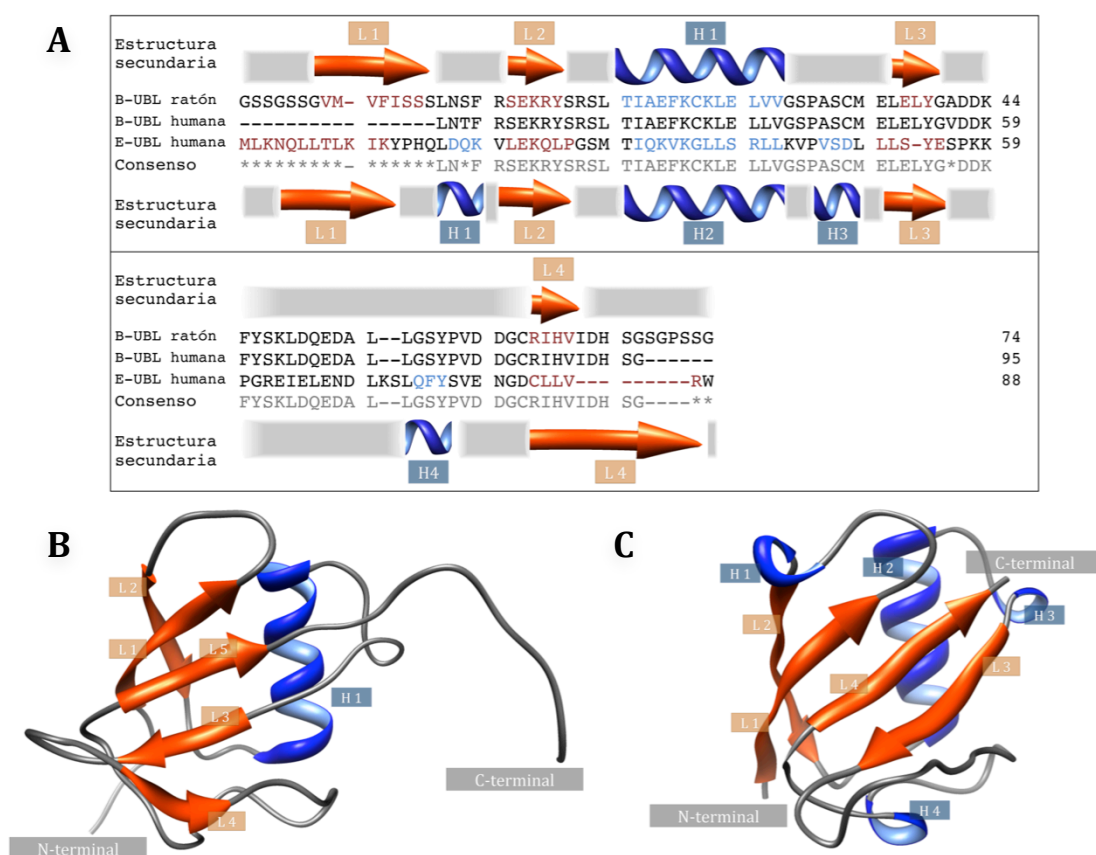 A
L 1 L 2 H 1 L 3
Estructura
secundaria
B-UBL ratón GSSGSSGVM- VFISSSLNSF RSEKRYSRSL TIAEFKCKLE LVVGSPASCM ELELYGADDK 44
B-UBL humana ---------- ------LNTF RSEKRYSRSL TIAEFKCKLE LLVGSPASCM ELELYGVDDK 59
E-UBL humana MLKNQLLTLK IKYPHQLDQK VLEKQLPGSM TIQKVKGLLS RLLKVPVSDL LLS-YESPKK 59
Consenso *********- ******LN*F RSEKRYSRSL TIAEFKCKLE LLVGSPASCM ELELYG*DDK
Estructura
secundaria
L 1 H 1 L 2 H2 H3 L 3
L 4
Estructura
secundaria
B-UBL ratón FYSKLDQEDA L--LGSYPVD DGCRIHVIDH SGSGPSSG 74
B-UBL humana FYSKLDQEDA L--LGSYPVD DGCRIHVIDH SG------ 95
E-UBL humana PGREIELEND LKSLQFYSVE NGDCLLV--- ------RW 88
Consenso FYSKLDQEDA L--LGSYPVD DGCRIHVIDH SG----**
Estructura
secundaria
H4 L 4
B
L 2
L 1
L 5
H 1
L 3
C-terminal
L 4
N-terminal
C
H 1
H 2
C-terminal
H 3
L 2
L 3
L 4
L 1
N-terminal
H 4